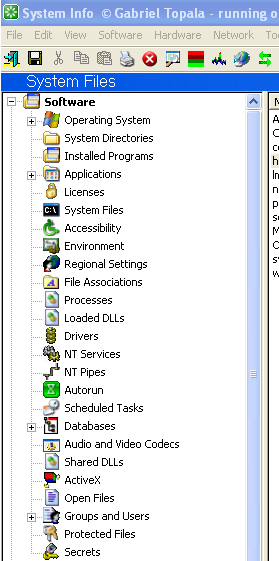 System Info © Gabriel Topala - running o
File Edit View Software Hardware Network Too
System Files
Software
Operating System
System Directories
Installed Programs
Applications
Licenses
C:\
System Files
Accessibility
Environment
Regional Settings
File Associations
Processes
Loaded DLLs
Drivers
NT Services
NT Pipes
Autorun
Scheduled Tasks
Databases
Audio and Video Codecs
Shared DLLs
ActiveX
Open Files
Groups and Users
Protected Files
Secrets